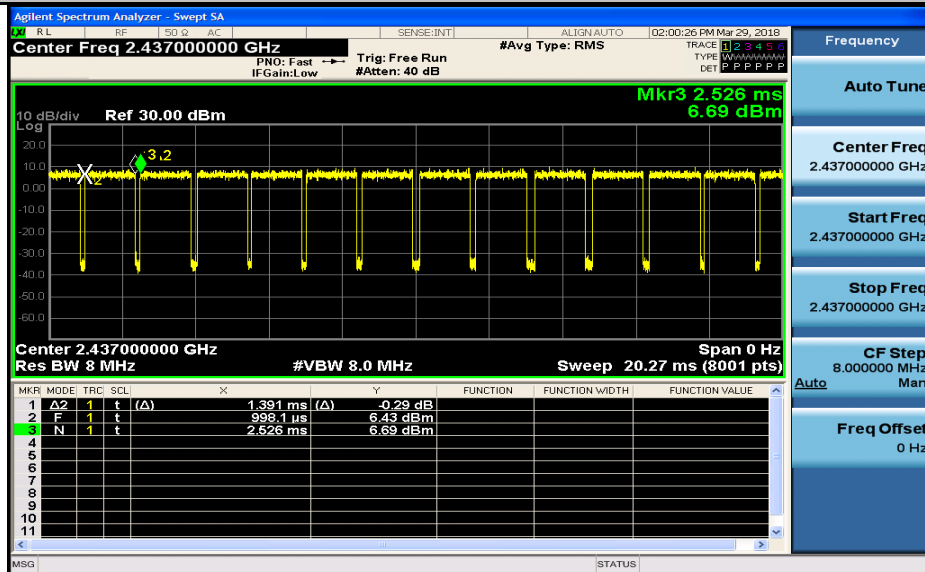 Agilent Spectrum Analyzer - Swept SA
LXI RL RF 50 Ω AC SENSE:INT ALIGN AUTO 02:00:26 PM Mar 29, 2018
Center Freq 2.437000000 GHz
PNO: Fast
IFGain:Low
Trig: Free Run
#Atten: 40 dB
#Avg Type: RMS
TRACE 1 2 3 4 5 6
TYPE WWWWWW
DET P P P P P P
Mkr3 2.526 ms
6.69 dBm
10 dB/div Ref 30.00 dBm
Log
20.0
10.0
0.00
-10.0
-20.0
-30.0
-40.0
-50.0
-60.0
2
3
2
Center 2.437000000 GHz Span 0 Hz
Res BW 8 MHz #VBW 8.0 MHz Sweep 20.27 ms (8001 pts)
MKR MODE TRC SCL X Y FUNCTION FUNCTION WIDTH FUNCTION VALUE
1 Δ2 1 t (Δ) 1.391 ms (Δ) -0.29 dB
2 F 1 t 998.1 µs 6.43 dBm
3 N 1 t 2.526 ms 6.69 dBm
4
5
6
7
8
9
10
11
MSG STATUS
Frequency
Auto Tune
Center Freq
2.437000000 GHz
Start Freq
2.437000000 GHz
Stop Freq
2.437000000 GHz
CF Step
8.000000 MHz
Auto Man
Freq Offset
0 Hz